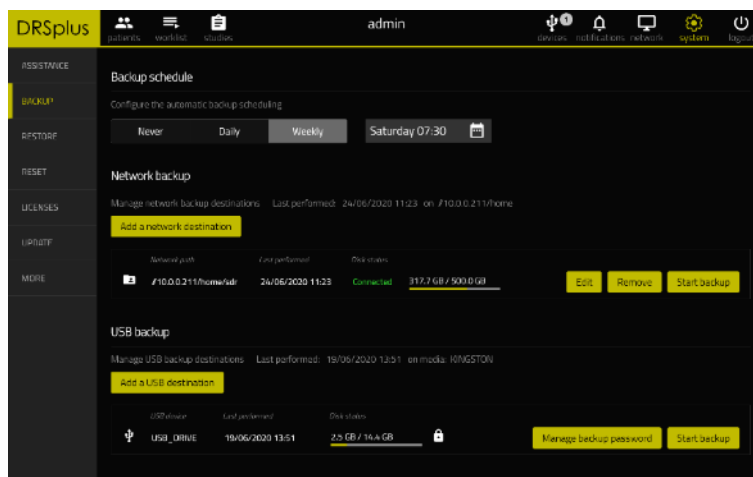 DRSplus
patients worklist studies
admin
1
devices notifications network system logout
ASSISTANCE
BACKUP
RESTORE
RESET
LICENSES
UPDATE
MORE
Backup schedule
Configure the automatic backup scheduling
Never Daily Weekly Saturday 07:30
Network backup
Manage network backup destinations Last performed: 24/06/2020 11:23 on //10.0.0.211/home
Add a network destination
Network path Last performed Disk status
//10.0.0.211/home/sdr 24/06/2020 11:23 Connected 317.7 GB / 500.0 GB Edit Remove Start backup
USB backup
Manage USB backup destinations Last performed: 19/06/2020 13:51 on media: KINGSTON
Add a USB destination
USB device Last performed Disk status
USB_DRIVE 19/06/2020 13:51 2.5 GB / 14.4 GB Manage backup password Start backup